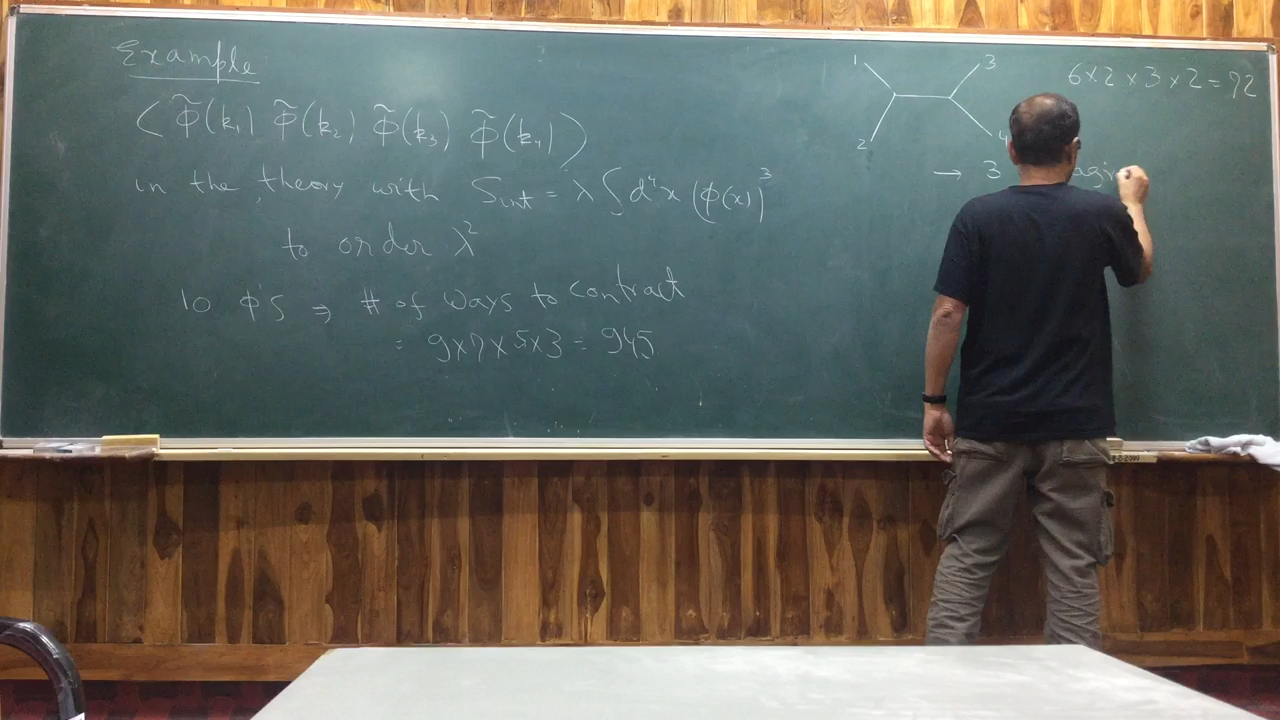 Example
⟨ φ̃(k₁) φ̃(k₂) φ̃(k₃) φ̃(k₄) ⟩
in the theory with S_int = λ ∫ d⁴x (φ(x))³
to order λ²
10 φ's ⇒ # of ways to contract
= 9×7×5×3 = 945
1 3
2 4
6×2×3×2 = 72
→ 3